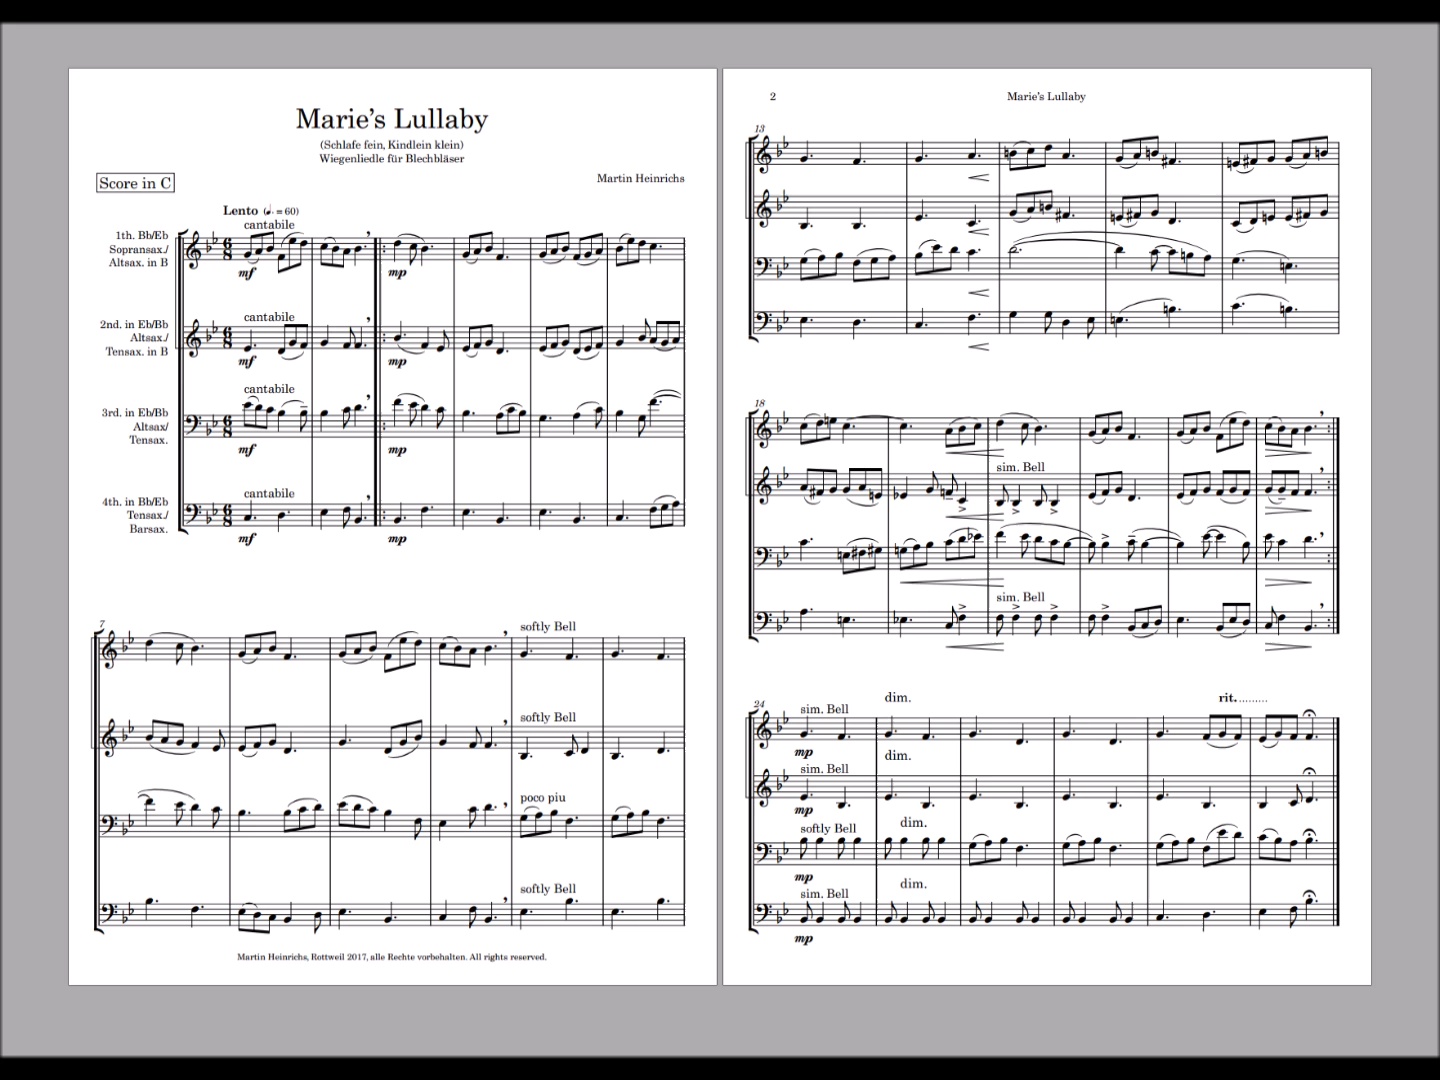 Marie's Lullaby
(Schlafe fein, Kindlein klein)
Wiegenliedle für Blechbläser
Score in C
Martin Heinrichs
Lento (♩. = 60)
cantabile
1th. Bb/Eb
Sopransax./
Altsax. in B
mf
mp
cantabile
2nd. in Eb/Bb
Altsax./
Tensax. in B
mf
mp
cantabile
3rd. in Eb/Bb
Altsax/
Tensax.
mf
mp
cantabile
4th. in Bb/Eb
Tensax./
Barsax.
mf
mp
7
softly Bell
softly Bell
poco piu
softly Bell
Martin Heinrichs, Rottweil 2017, alle Rechte vorbehalten. All rights reserved.
2
Marie's Lullaby
13
18
sim. Bell
sim. Bell
24
dim.
rit.
sim. Bell
mp
dim.
sim. Bell
mp
dim.
softly Bell
mp
dim.
sim. Bell
mp